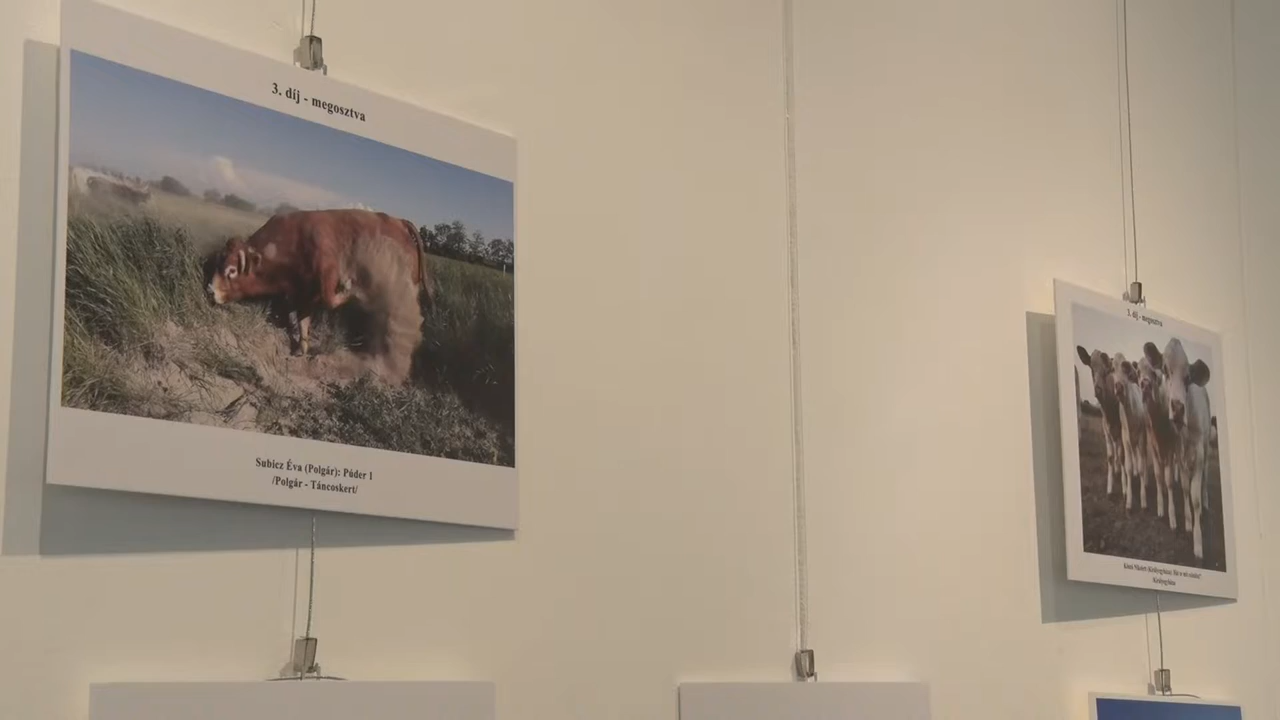 3. díj - megosztva
Subicz Éva (Polgár): Púder 1
/Polgár - Táncoskert/
3. díj - megosztva